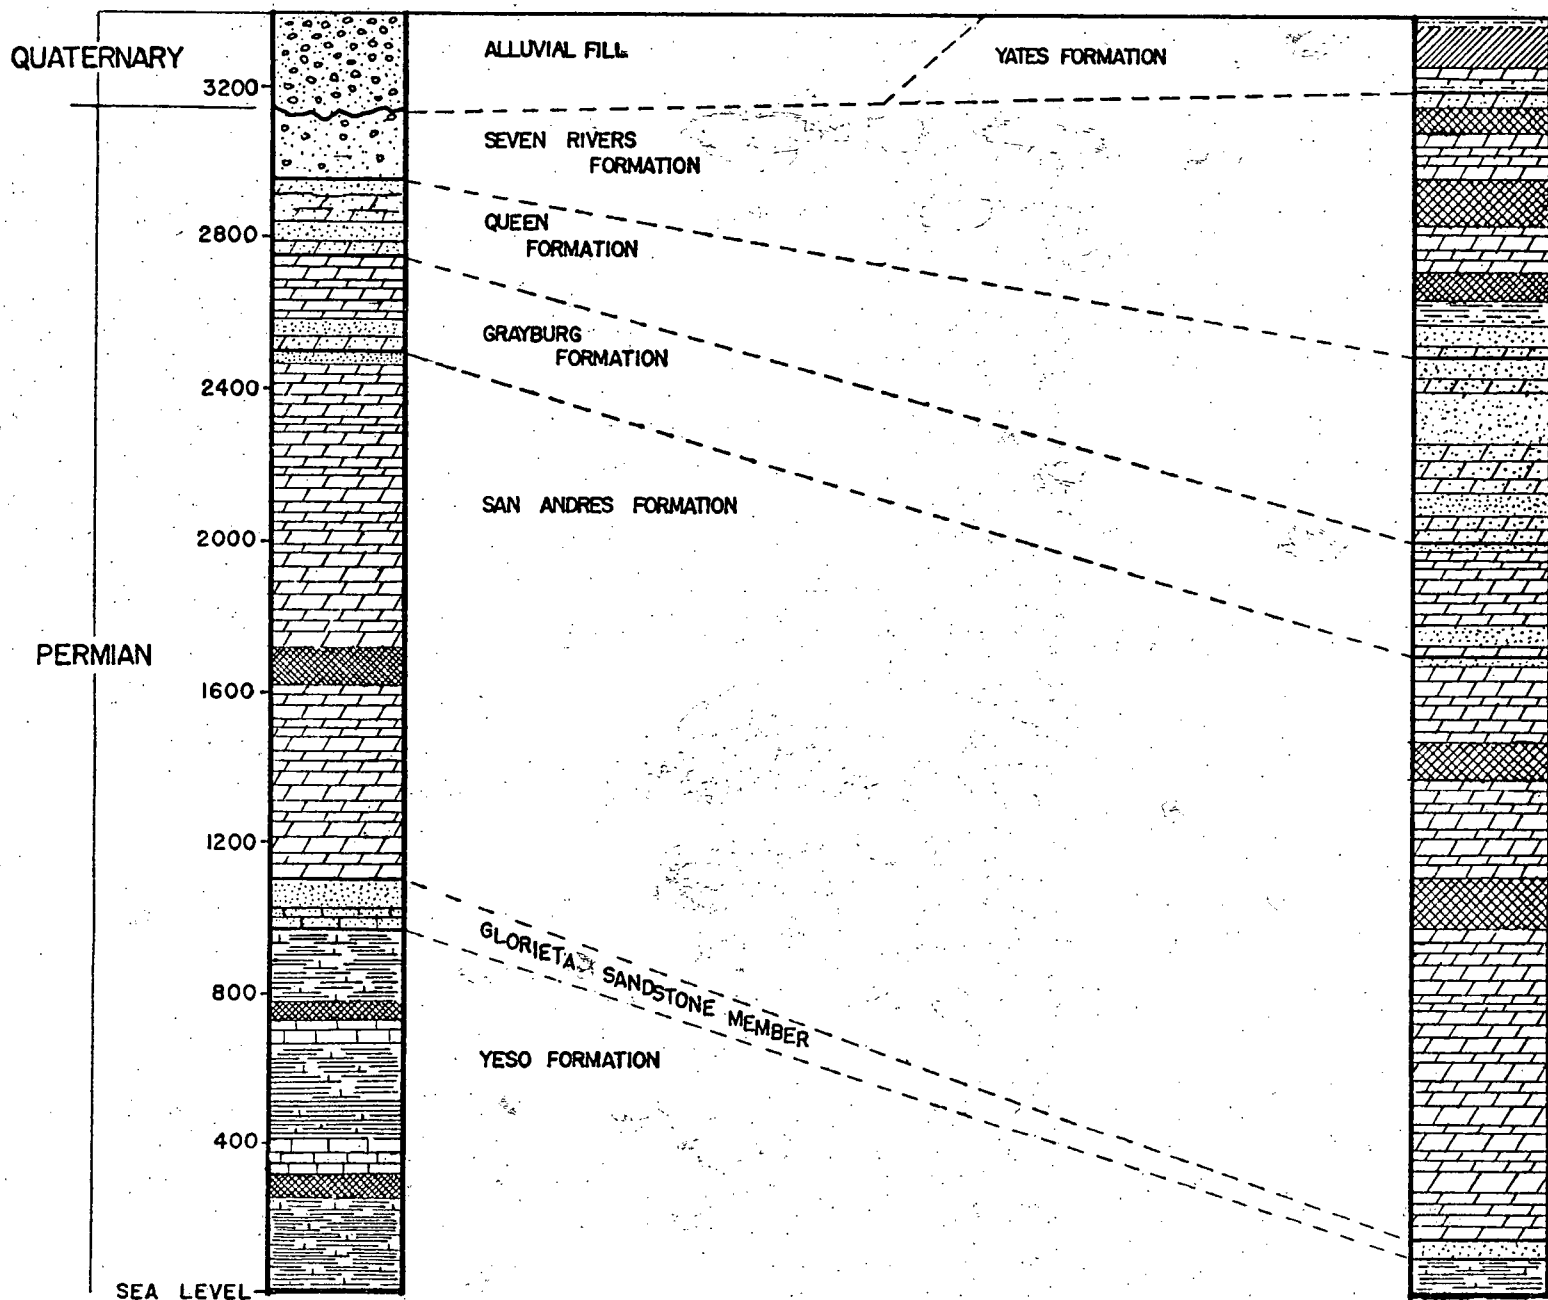 QUATERNARY
ALLUVIAL FILL
YATES FORMATION
3200
SEVEN RIVERS
FORMATION
2800
QUEEN
FORMATION
GRAYBURG
FORMATION
2400
SAN ANDRES FORMATION
2000
PERMIAN
1600
1200
GLORIETA SANDSTONE MEMBER
800
YESO FORMATION
400
SEA LEVEL